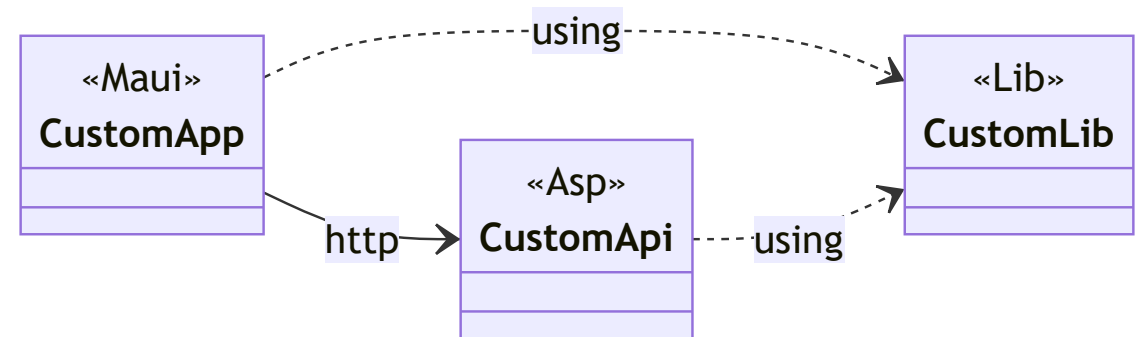 using
«Maui»
CustomApp
«Lib»
CustomLib
«Asp»
CustomApi
http
using